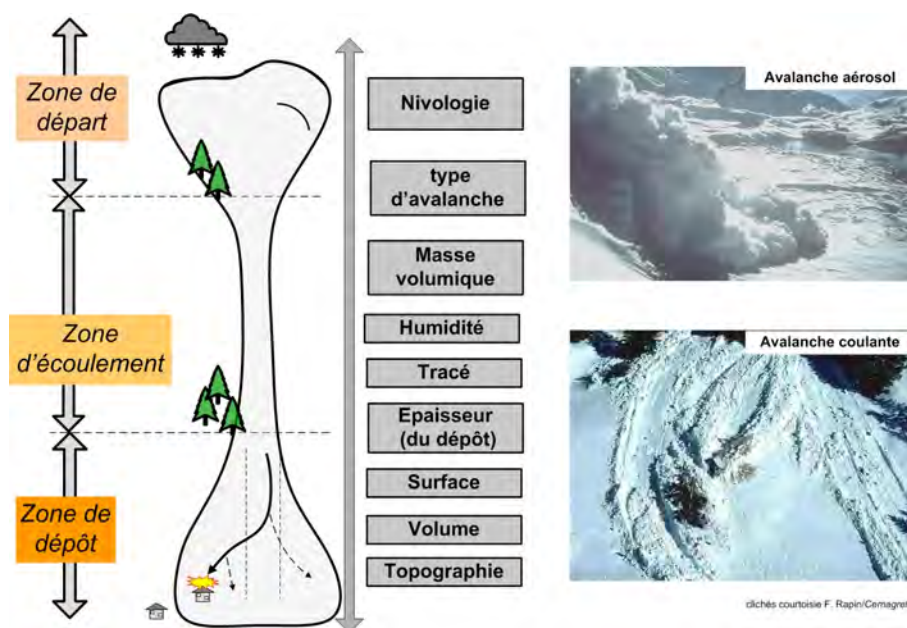 Zone de
départ
Zone
d'écoulement
Zone de
dépôt
Nivologie
type
d'avalanche
Masse
volumique
Humidité
Tracé
Epaisseur
(du dépôt)
Surface
Volume
Topographie
Avalanche aérosol
Avalanche coulante
clichés courtoisie F. Rapin/Cemagref